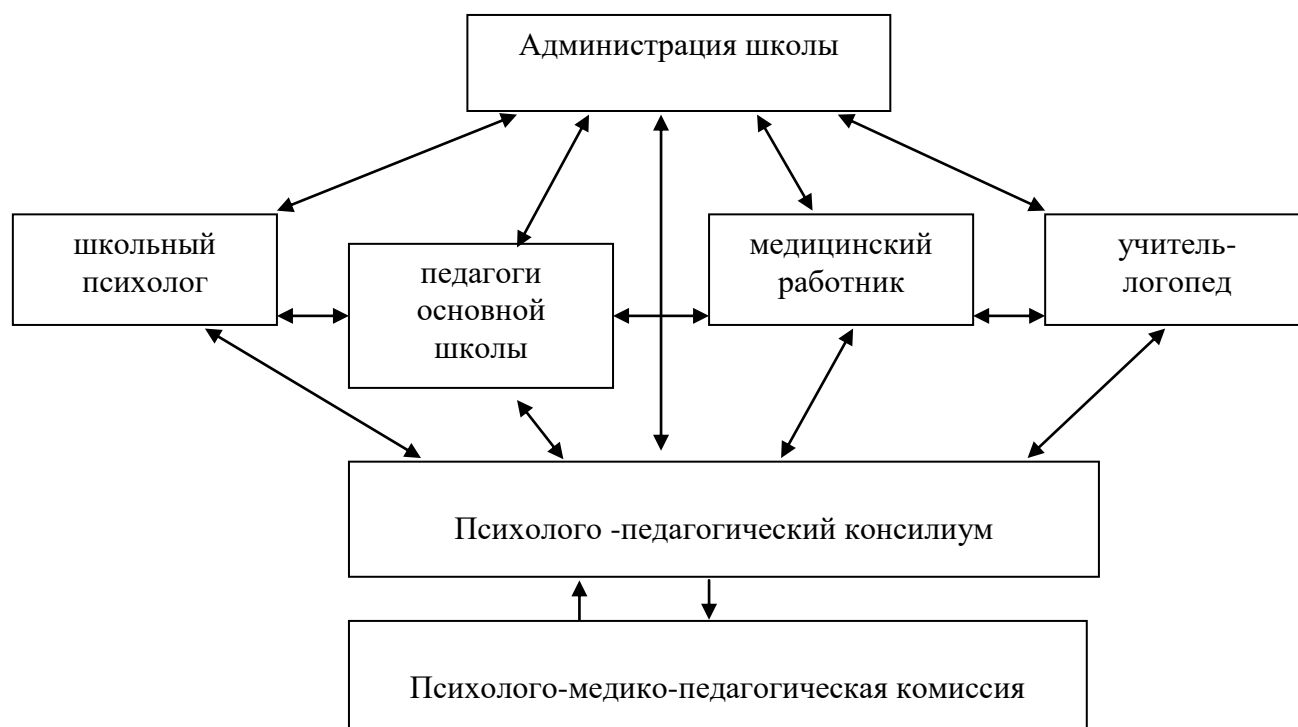 Администрация школы
школьный
психолог
педагоги
основной
школы
медицинский
работник
учитель-
логопед
Психолого -педагогический консилиум
Психолого-медико-педагогическая комиссия